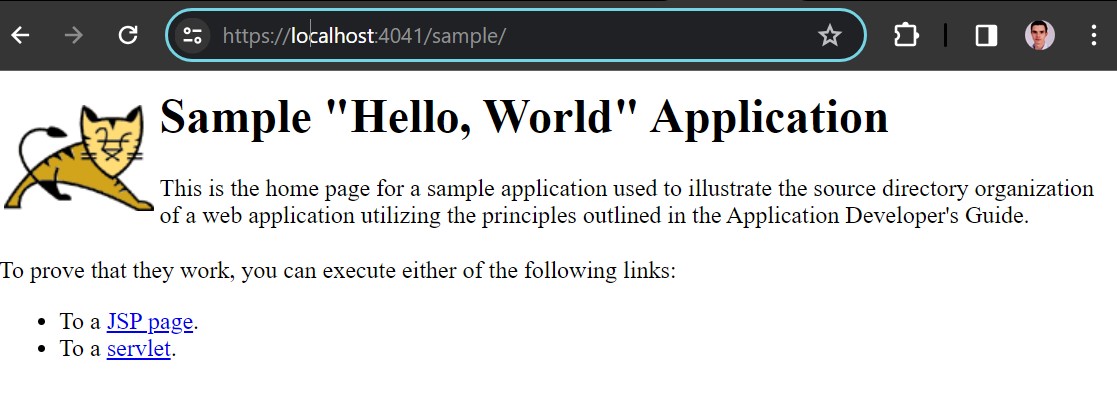 https://localhost:4041/sample/
Sample "Hello, World" Application
This is the home page for a sample application used to illustrate the source directory organization
of a web application utilizing the principles outlined in the Application Developer's Guide.
To prove that they work, you can execute either of the following links:
• To a JSP page.
• To a servlet.